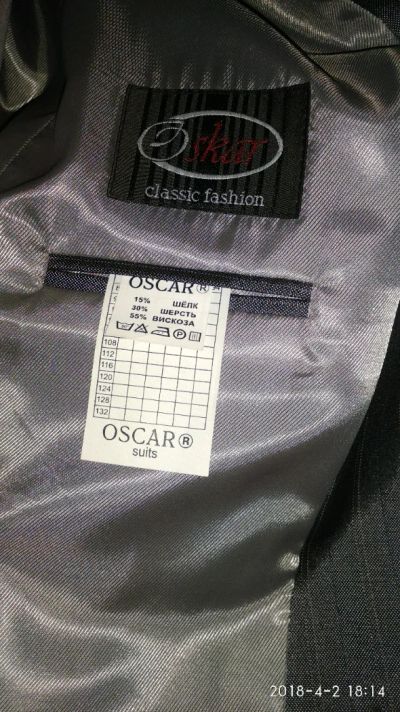 Oskar
classic fashion
OSCAR®
15% ШЁЛК
30% ШЕРСТЬ
55% ВИСКОЗА
108
112
116
120
124
128
132
OSCAR®
suits
2018-4-2 18:14